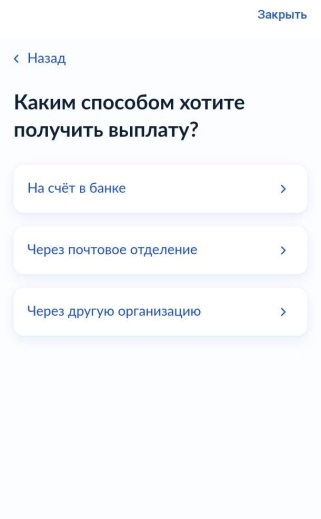 Закрыть
Назад
Каким способом хотите
получить выплату?
На счёт в банке
Через почтовое отделение
Через другую организацию